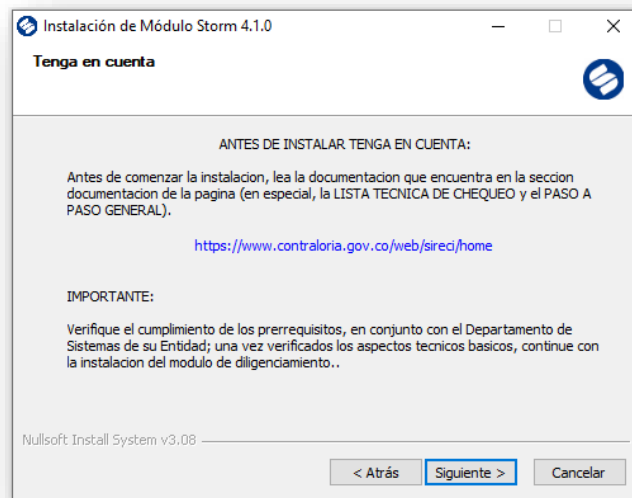 Instalación de Módulo Storm 4.1.0
Tenga en cuenta
ANTES DE INSTALAR TENGA EN CUENTA:
Antes de comenzar la instalacion, lea la documentacion que encuentra en la seccion
documentacion de la pagina (en especial, la LISTA TECNICA DE CHEQUEO y el PASO A
PASO GENERAL).
https://www.contraloria.gov.co/web/sireci/home
IMPORTANTE:
Verifique el cumplimiento de los prerrequisitos, en conjunto con el Departamento de
Sistemas de su Entidad; una vez verificados los aspectos tecnicos basicos, continue con
la instalacion del modulo de diligenciamiento..
Nullsoft Install System v3.08
< Atrás Siguiente > Cancelar